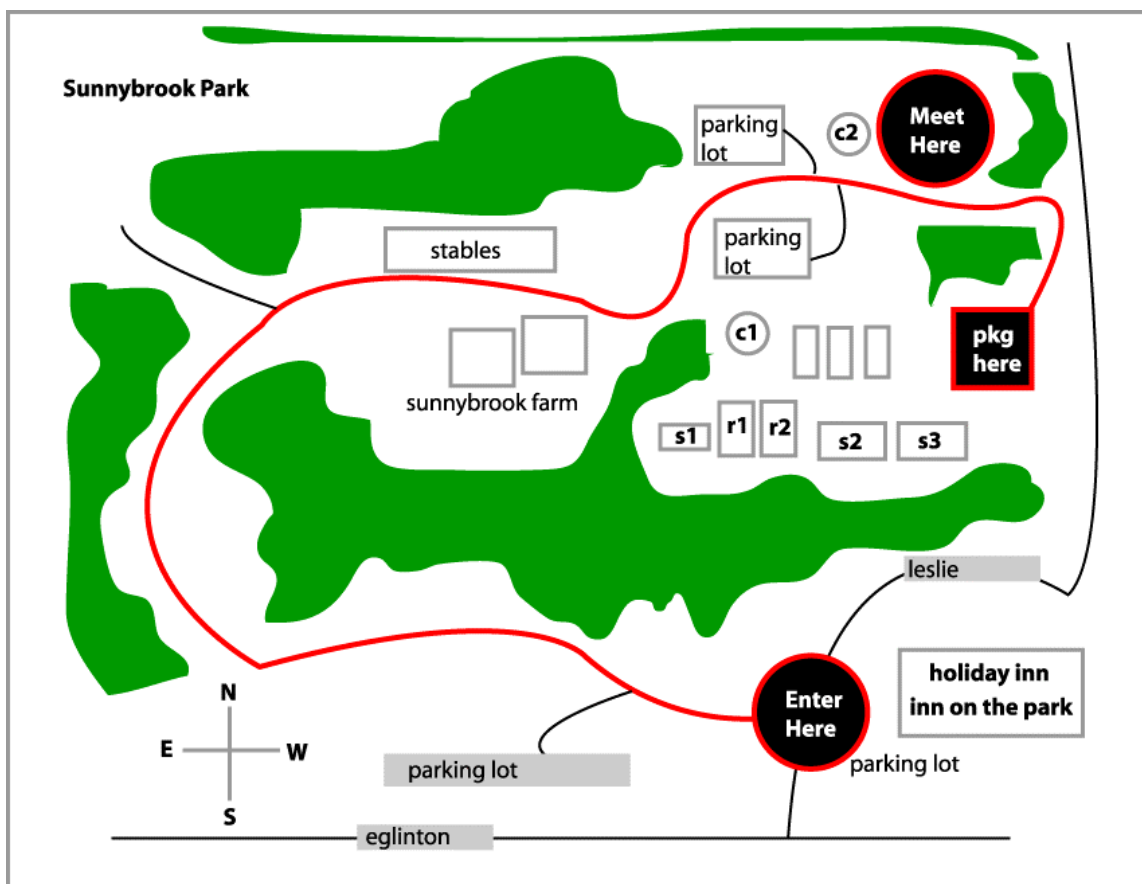 Sunnybrook Park
parking
lot
c2
Meet
Here
stables
parking
lot
c1
pkg
here
sunnybrook farm
s1
r1
r2
s2
s3
leslie
holiday inn
inn on the park
Enter
Here
parking lot
N
E
W
S
parking lot
eglinton